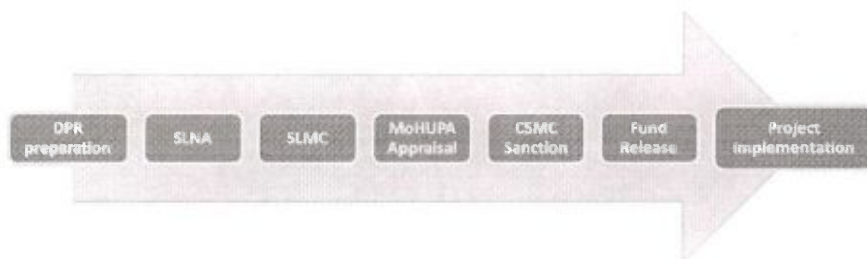 DPR
preparation
SLNA
SLMC
MoHUPA
Appraisal
CSMC
Sanction
Fund
Release
Project
implementation